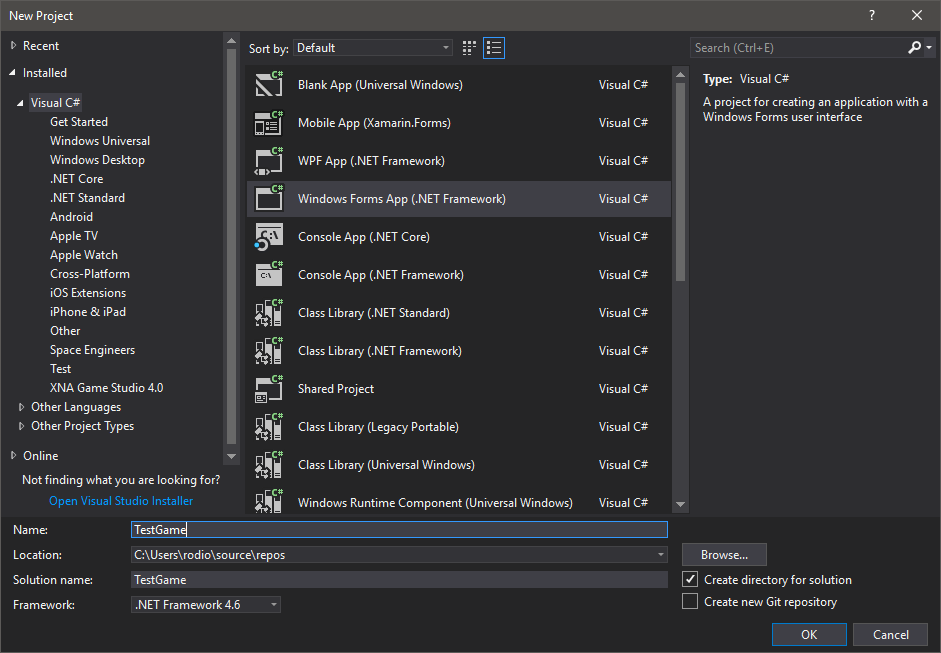 New Project
?
Recent
Installed
Visual C#
Get Started
Windows Universal
Windows Desktop
.NET Core
.NET Standard
Android
Apple TV
Apple Watch
Cross-Platform
iOS Extensions
iPhone & iPad
Other
Space Engineers
Test
XNA Game Studio 4.0
Other Languages
Other Project Types
Online
Not finding what you are looking for?
Open Visual Studio Installer
Sort by: Default
C# Blank App (Universal Windows) Visual C#
C# Mobile App (Xamarin.Forms) Visual C#
C# WPF App (.NET Framework) Visual C#
C# Windows Forms App (.NET Framework) Visual C#
C:\ Console App (.NET Core) Visual C#
C# C:\ Console App (.NET Framework) Visual C#
C# Class Library (.NET Standard) Visual C#
C# Class Library (.NET Framework) Visual C#
C# Shared Project Visual C#
C# Class Library (Legacy Portable) Visual C#
C# Class Library (Universal Windows) Visual C#
C# Windows Runtime Component (Universal Windows) Visual C#
Search (Ctrl+E)
Type: Visual C#
A project for creating an application with a
Windows Forms user interface
Name: TestGame
Location: C:\Users\rodio\source\repos
Browse...
Solution name: TestGame
Create directory for solution
Framework: .NET Framework 4.6
Create new Git repository
OK Cancel